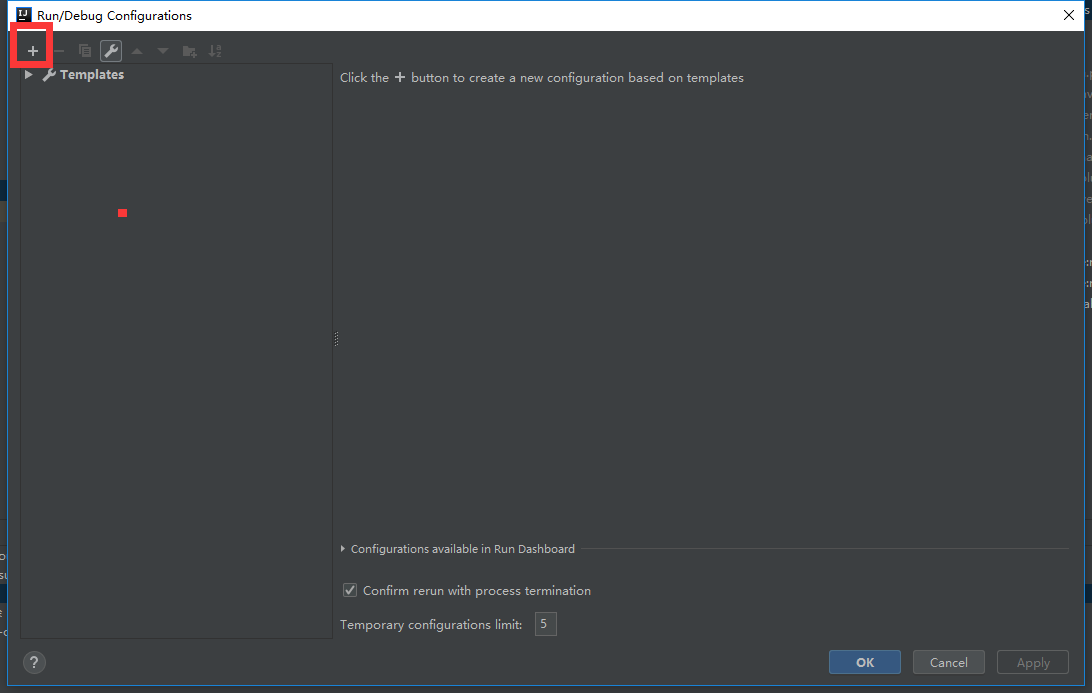 IJ Run/Debug Configurations
Templates
Click the + button to create a new configuration based on templates
Configurations available in Run Dashboard
Confirm rerun with process termination
Temporary configurations limit: 5
? OK Cancel Apply